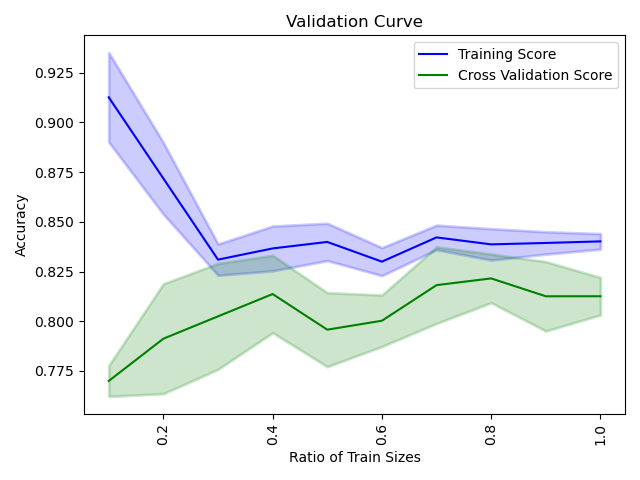 Validation Curve
Training Score
Cross Validation Score
0.925
0.900
0.875
0.850
0.825
0.800
0.775
Accuracy
0.2
0.4
0.6
0.8
1.0
Ratio of Train Sizes